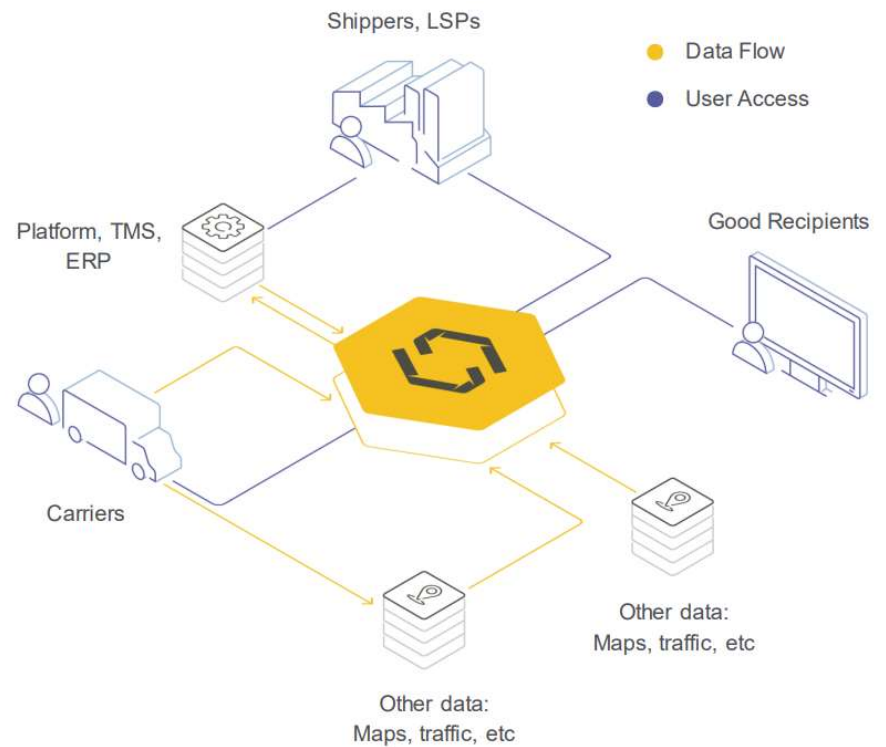 Shippers, LSPs
Data Flow
User Access
Good Recipients
Platform, TMS,
ERP
Carriers
Other data:
Maps, traffic, etc
Other data:
Maps, traffic, etc